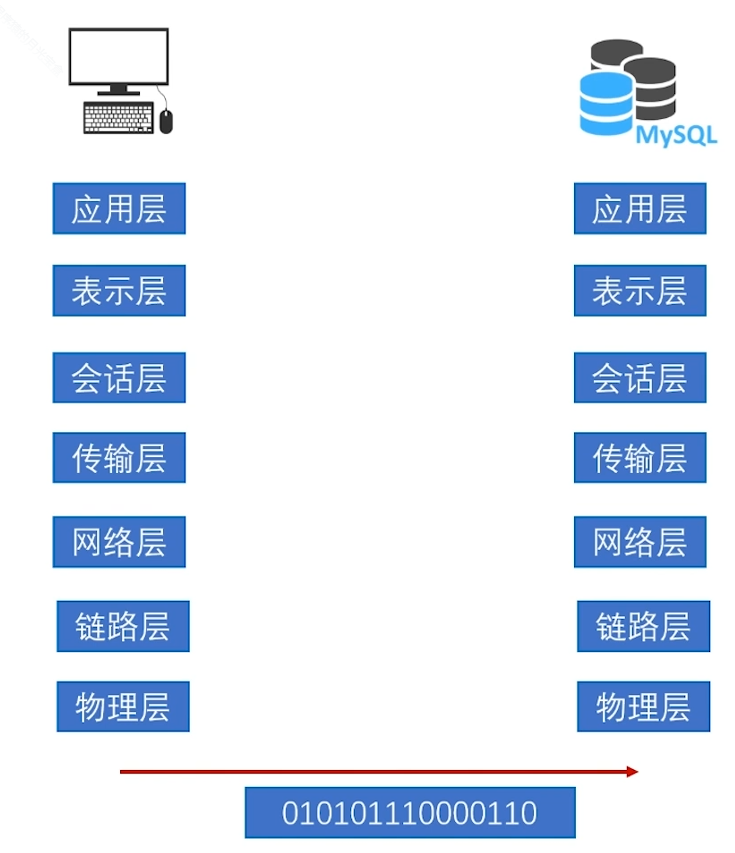 MySQL
应用层 应用层
表示层 表示层
会话层 会话层
传输层 传输层
网络层 网络层
链路层 链路层
物理层 物理层
010101110000110